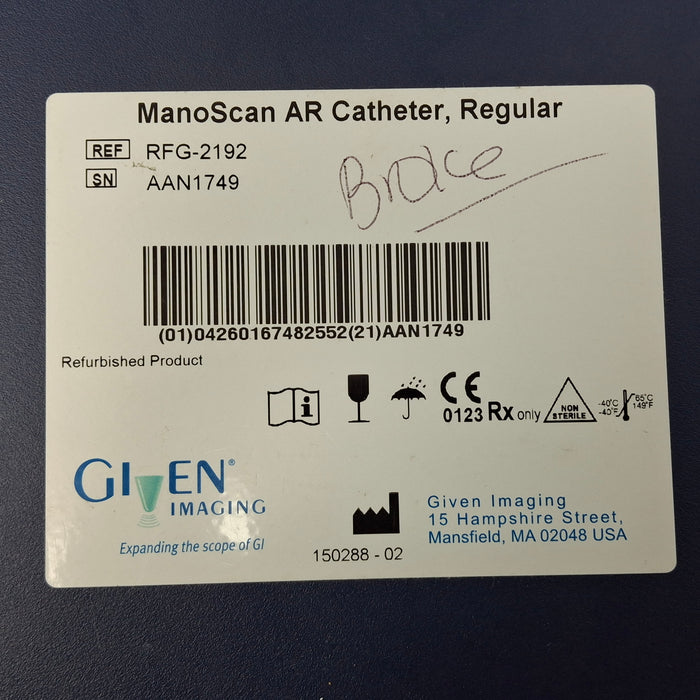 ManoScan AR Catheter, Regular
REF RFG-2192
SN AAN1749
Broke
(01)04260167482552(21)AAN1749
Refurbished Product
i
CE
0123 Rx only
NON
STERILE
-40°C
-40°F
65°C
149°F
GIVEN®
IMAGING
Expanding the scope of GI
150288 - 02
Given Imaging
15 Hampshire Street,
Mansfield, MA 02048 USA